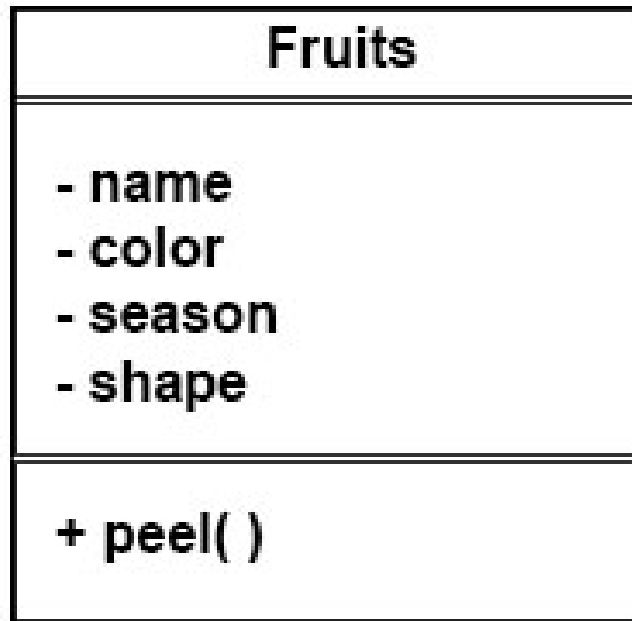 Fruits
- name
- color
- season
- shape
+ peel( )